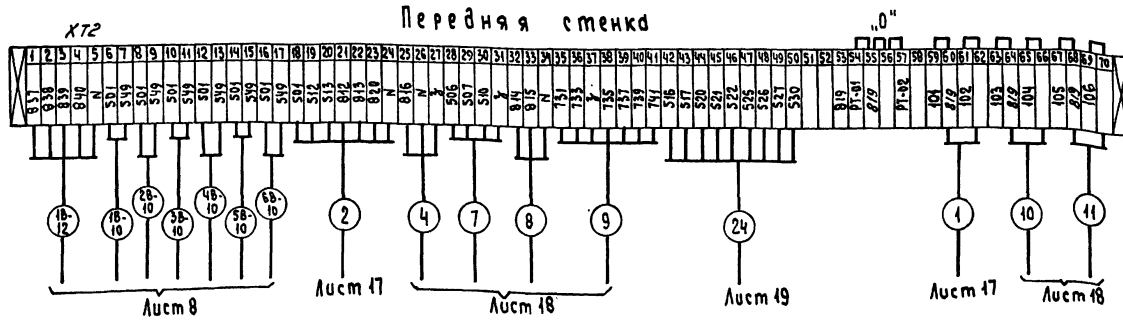 Передняя стенка
ХТ2
"О"
1 2 3 4 5 6 7 8 9 10 11 12 13 14 15 16 17 18 19 20 21 22 23 24 25 26 27 28 29 30 31 32 33 34 35 36 37 38 39 40 41 42 43 44 45 46 47 48 49 50 51 52 53 54 55 56 57 58 59 60 61 62 63 64 65 66 67 68 69 70
837 838 839 840 N 501 549 501 549 501 549 501 549 501 549 501 549 501 512 513 812 813 820 N 816 N 506 507 510 814 815 N 731 733 735 737 739 741 516 517 520 521 522 525 526 527 530 819 РТ-01 819 РТ-02 101 819 102 103 819 104 105 819 106
1В-12 1В-10 2В-10 3В-10 4В-10 5В-10 6В-10 2 4 7 8 9 24 1 10 11
Лист 8 Лист 17 Лист 18 Лист 19 Лист 17 Лист 18